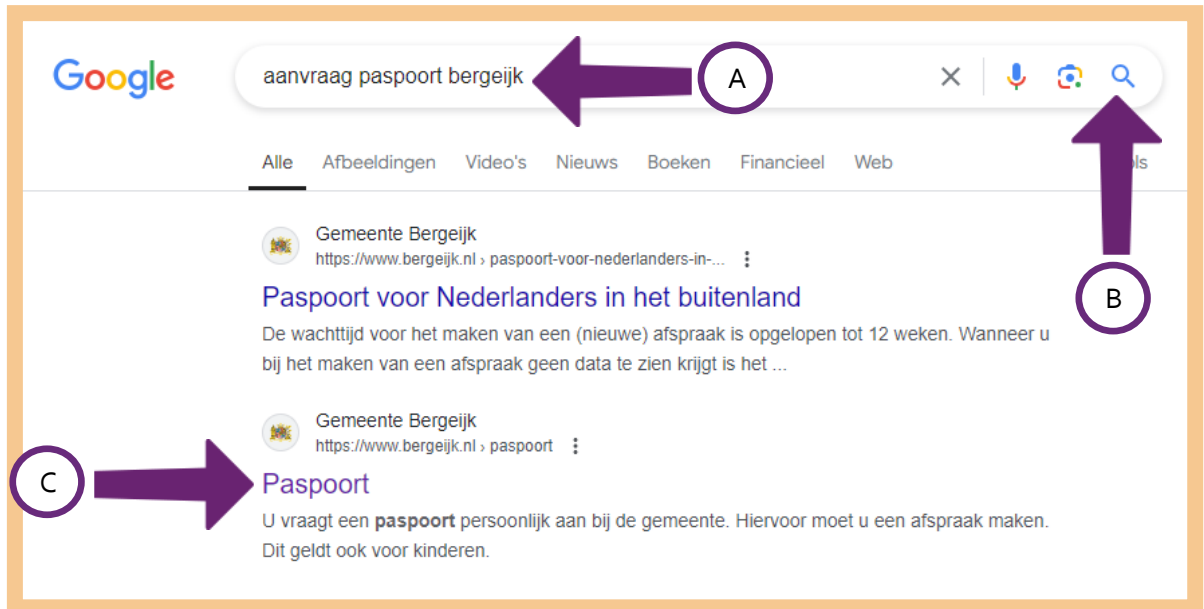 Google
aanvraag paspoort bergeijk
A
Alle Afbeeldingen Video's Nieuws Boeken Financieel Web
Gemeente Bergeijk
https://www.bergeijk.nl › paspoort-voor-nederlanders-in-...
B
Paspoort voor Nederlanders in het buitenland
De wachttijd voor het maken van een (nieuwe) afspraak is opgelopen tot 12 weken. Wanneer u
bij het maken van een afspraak geen data te zien krijgt is het ...
Gemeente Bergeijk
https://www.bergeijk.nl › paspoort
C
Paspoort
U vraagt een paspoort persoonlijk aan bij de gemeente. Hiervoor moet u een afspraak maken.
Dit geldt ook voor kinderen.